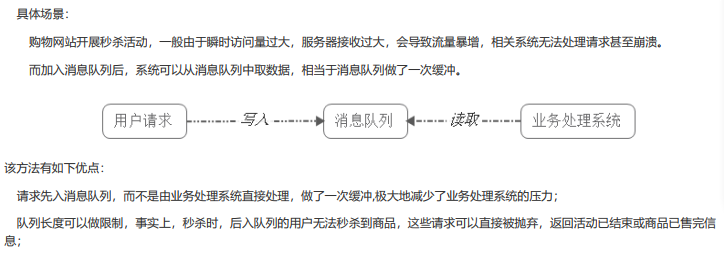 具体场景：
购物网站开展秒杀活动，一般由于瞬时访问量过大，服务器接收过大，会导致流量暴增，相关系统无法处理请求甚至崩溃。
而加入消息队列后，系统可以从消息队列中取数据，相当于消息队列做了一次缓冲。
用户请求 写入 消息队列 读取 业务处理系统
该方法有如下优点：
请求先入消息队列，而不是由业务处理系统直接处理，做了一次缓冲,极大地减少了业务处理系统的压力；
队列长度可以做限制，事实上，秒杀时，后入队列的用户无法秒杀到商品，这些请求可以直接被抛弃，返回活动已结束或商品已售完信
息；